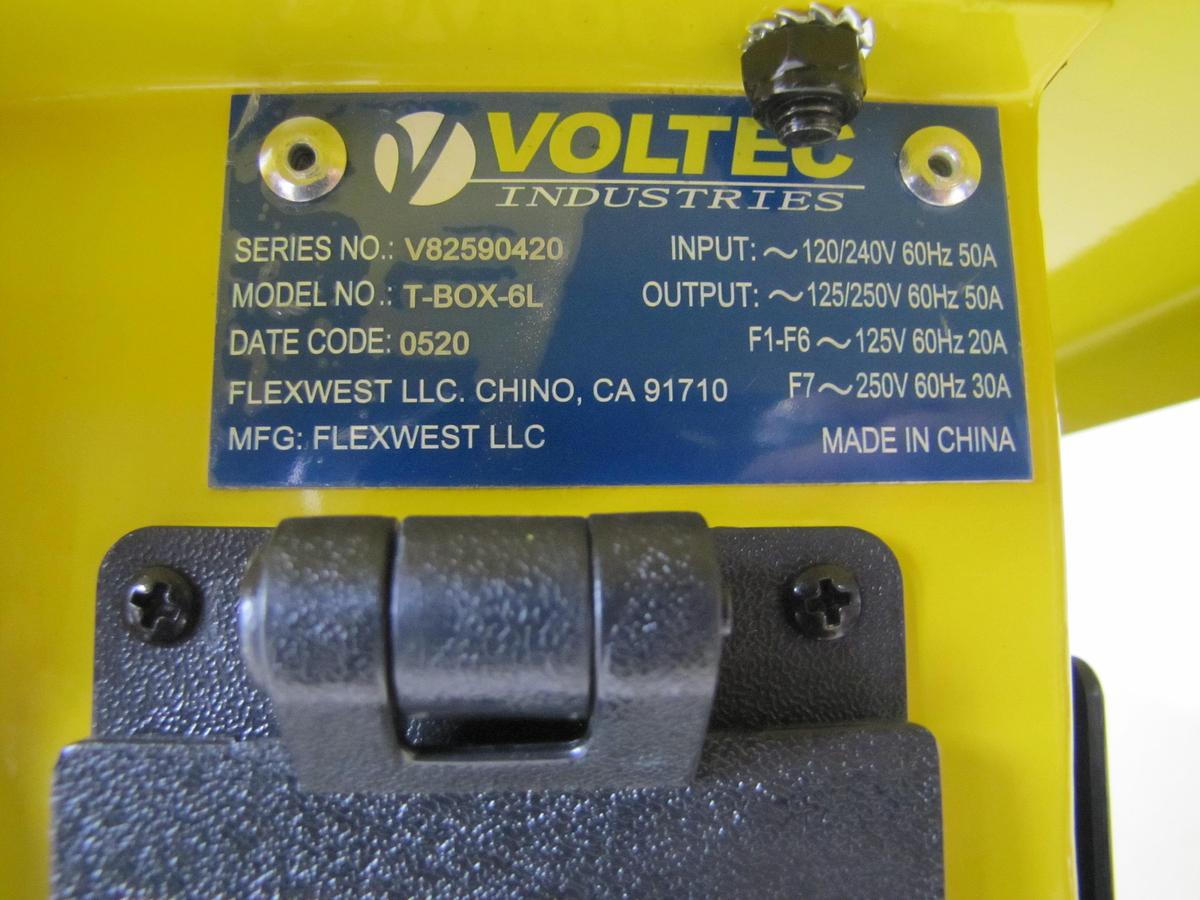 VOLTEC
INDUSTRIES
SERIES NO.: V82590420
INPUT: ~120/240V 60Hz 50A
MODEL NO.: T-BOX-6L
OUTPUT: ~125/250V 60Hz 50A
DATE CODE: 0520
F1-F6 ~125V 60Hz 20A
FLEXWEST LLC. CHINO, CA 91710
F7~250V 60Hz 30A
MFG: FLEXWEST LLC
MADE IN CHINA